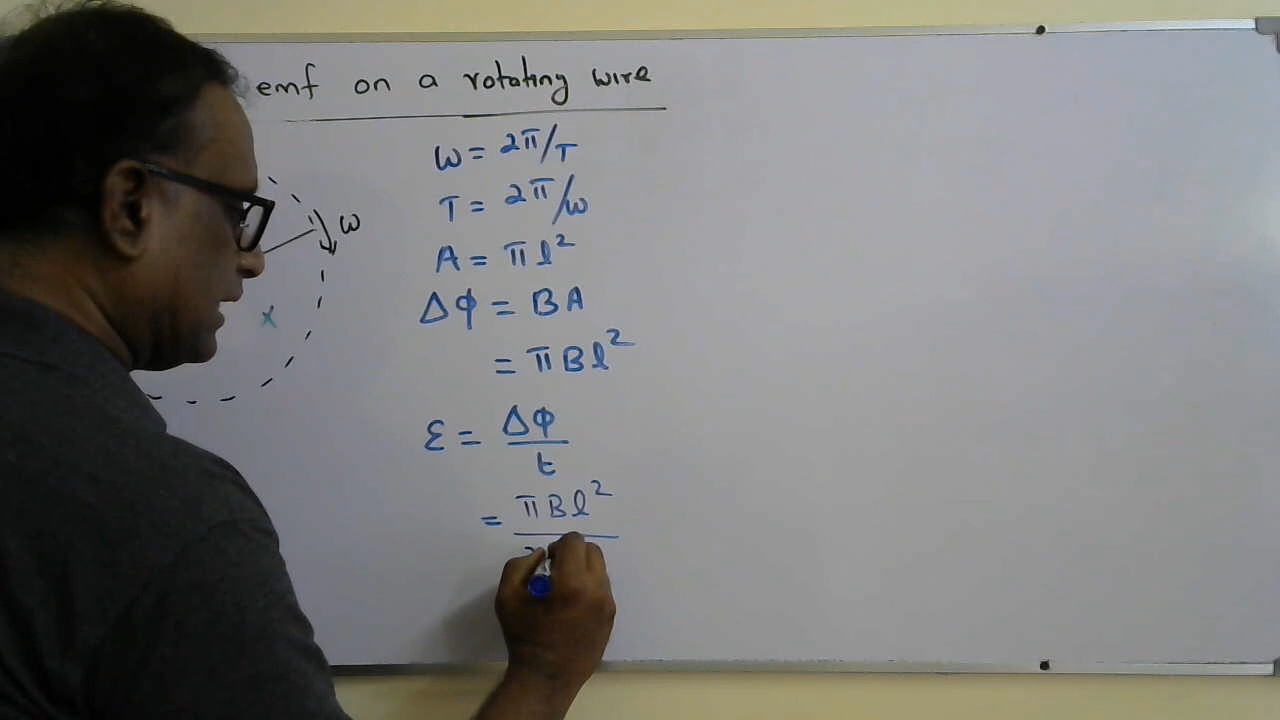 emf on a rotating wire
ω = 2π/T
T = 2π/ω
A = πl²
Δφ = BA
= πBl²
ε = Δφ/t
= πBl²
ω
x